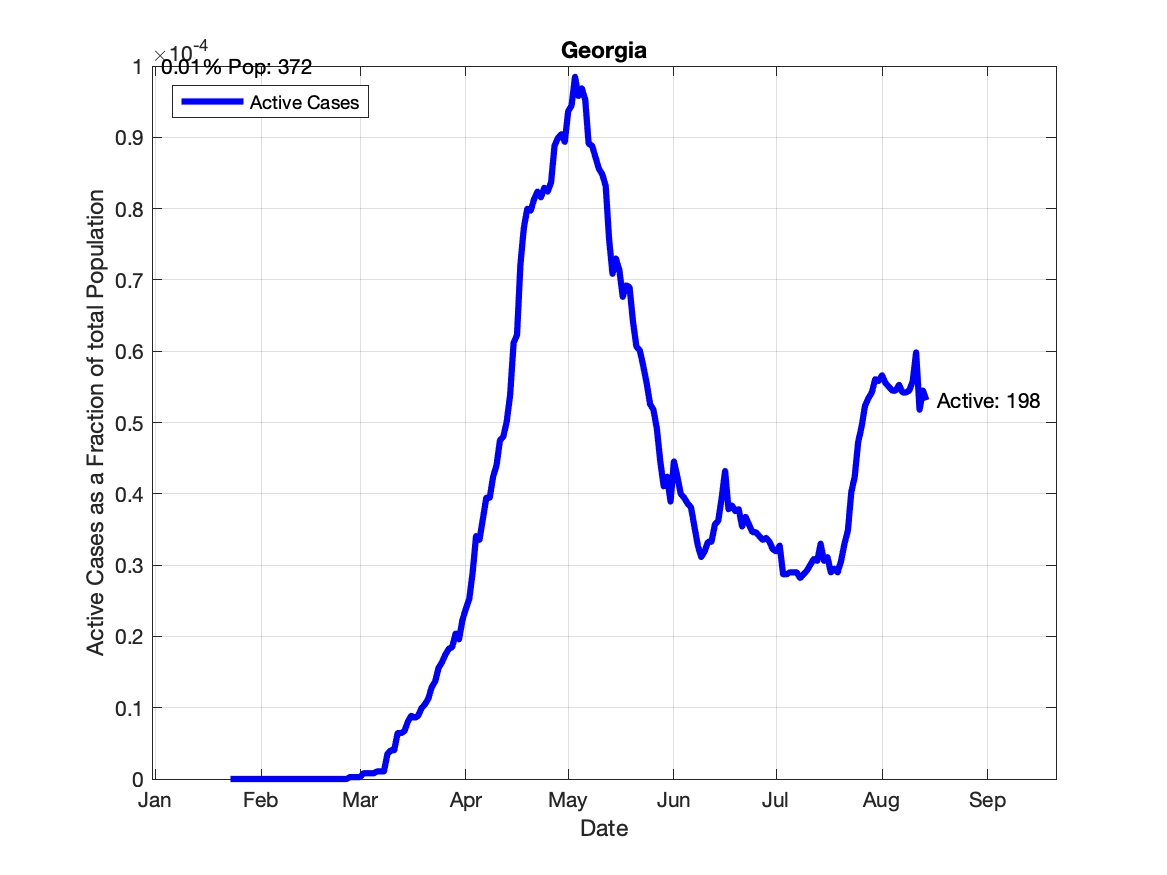 ×10-4
Georgia
0.01% Pop: 372
Active Cases
1
0.9
0.8
0.7
0.6
0.5
0.4
0.3
0.2
0.1
0
Active Cases as a Fraction of total Population
Active: 198
Jan Feb Mar Apr May Jun Jul Aug Sep
Date